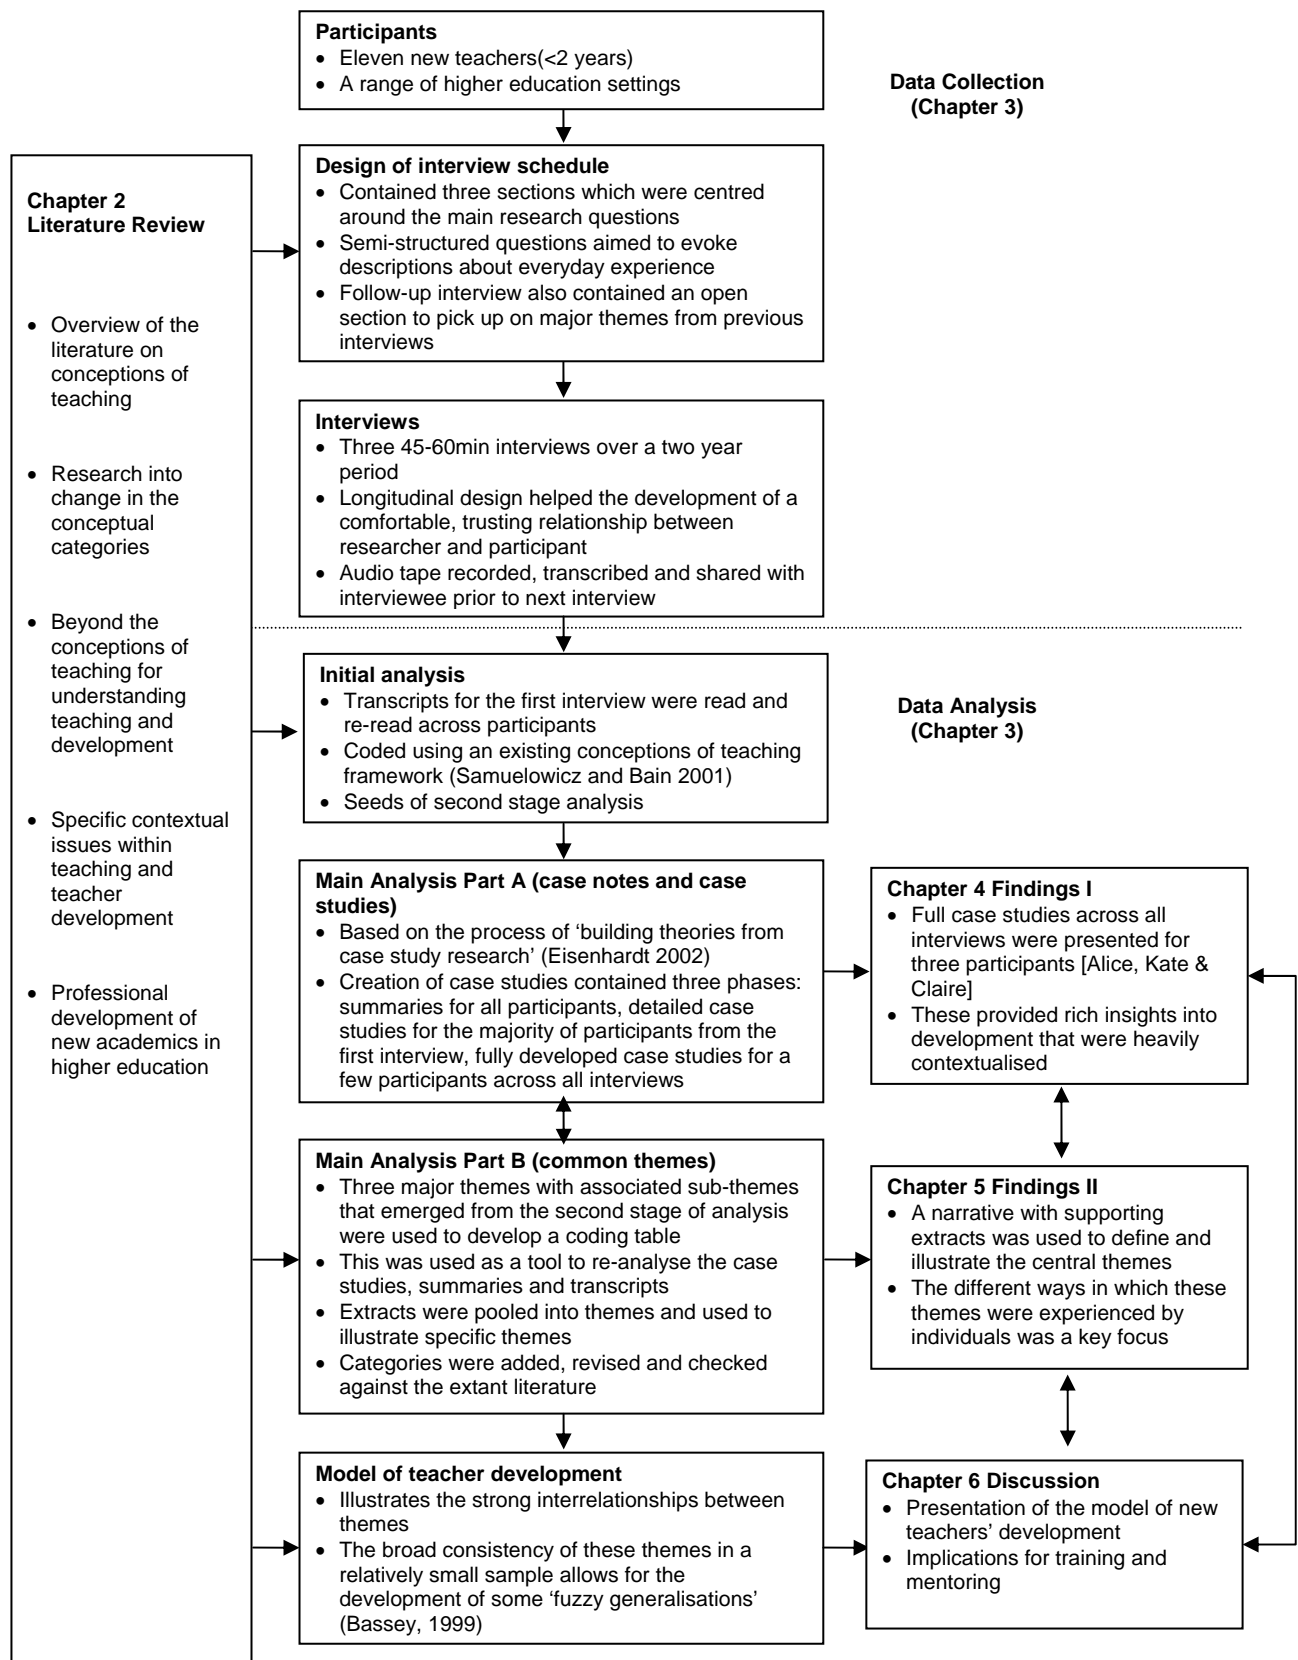 Participants
• Eleven new teachers(<2 years)
• A range of higher education settings
Data Collection
(Chapter 3)
Design of interview schedule
• Contained three sections which were centred
around the main research questions
• Semi-structured questions aimed to evoke
descriptions about everyday experience
• Follow-up interview also contained an open
section to pick up on major themes from previous
interviews
Chapter 2
Literature Review
• Overview of the
literature on
conceptions of
teaching
• Research into
change in the
conceptual
categories
• Beyond the
conceptions of
teaching for
understanding
teaching and
development
• Specific contextual
issues within
teaching and
teacher
development
• Professional
development of
new academics in
higher education
Interviews
• Three 45-60min interviews over a two year
period
• Longitudinal design helped the development of a
comfortable, trusting relationship between
researcher and participant
• Audio tape recorded, transcribed and shared with
interviewee prior to next interview
Initial analysis
• Transcripts for the first interview were read and
re-read across participants
• Coded using an existing conceptions of teaching
framework (Samuelowicz and Bain 2001)
• Seeds of second stage analysis
Data Analysis
(Chapter 3)
Main Analysis Part A (case notes and case
studies)
• Based on the process of ‘building theories from
case study research’ (Eisenhardt 2002)
• Creation of case studies contained three phases:
summaries for all participants, detailed case
studies for the majority of participants from the
first interview, fully developed case studies for a
few participants across all interviews
Chapter 4 Findings I
• Full case studies across all
interviews were presented for
three participants [Alice, Kate &
Claire]
• These provided rich insights into
development that were heavily
contextualised
Main Analysis Part B (common themes)
• Three major themes with associated sub-themes
that emerged from the second stage of analysis
were used to develop a coding table
• This was used as a tool to re-analyse the case
studies, summaries and transcripts
• Extracts were pooled into themes and used to
illustrate specific themes
• Categories were added, revised and checked
against the extant literature
Chapter 5 Findings II
• A narrative with supporting
extracts was used to define and
illustrate the central themes
• The different ways in which these
themes were experienced by
individuals was a key focus
Model of teacher development
• Illustrates the strong interrelationships between
themes
• The broad consistency of these themes in a
relatively small sample allows for the
development of some ‘fuzzy generalisations’
(Bassey, 1999)
Chapter 6 Discussion
• Presentation of the model of new
teachers’ development
• Implications for training and
mentoring